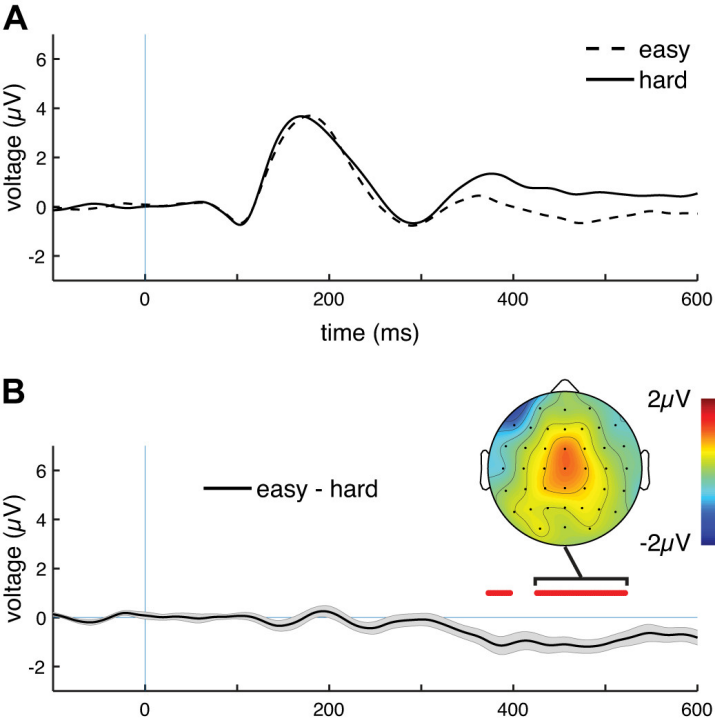 A
6
4
2
0
-2
voltage (µV)
easy
hard
0
200
400
600
time (ms)
B
2µV
-2µV
6
4
2
0
-2
voltage (µV)
easy - hard
0
200
400
600